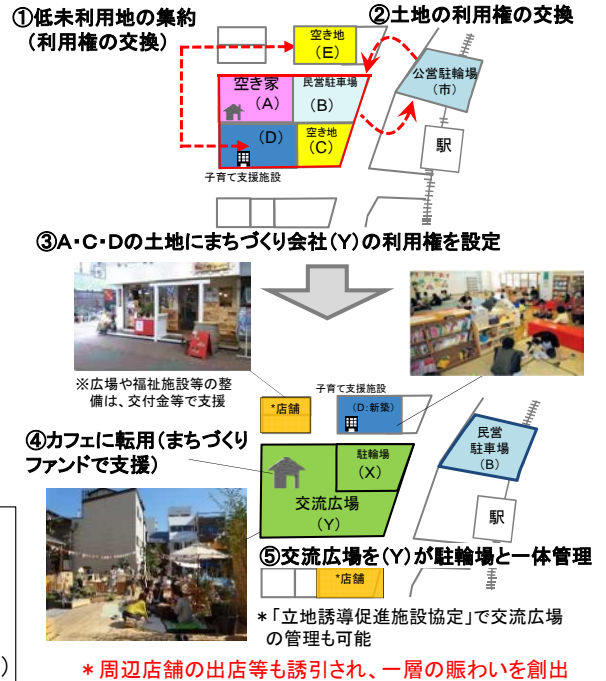 ①低未利用地の集約
(利用権の交換)
②土地の利用権の交換
空き地
(E)
公営駐輪場
(市)
空き家
(A)
民営駐車場
(B)
(D)
空き地
(C)
駅
子育て支援施設
③A・C・Dの土地にまちづくり会社(Y)の利用権を設定
※広場や福祉施設等の整
備は、交付金等で支援
子育て支援施設
*店舗
(D:新築)
④カフェに転用(まちづくり
ファンドで支援)
駐輪場
(X)
民営
駐車場
(B)
交流広場
(Y)
駅
⑤交流広場を(Y)が駐輪場と一体管理
*店舗
*「立地誘導促進施設協定」で交流広場
の管理も可能
)
*周辺店舗の出店等も誘引され、一層の賑わいを創出